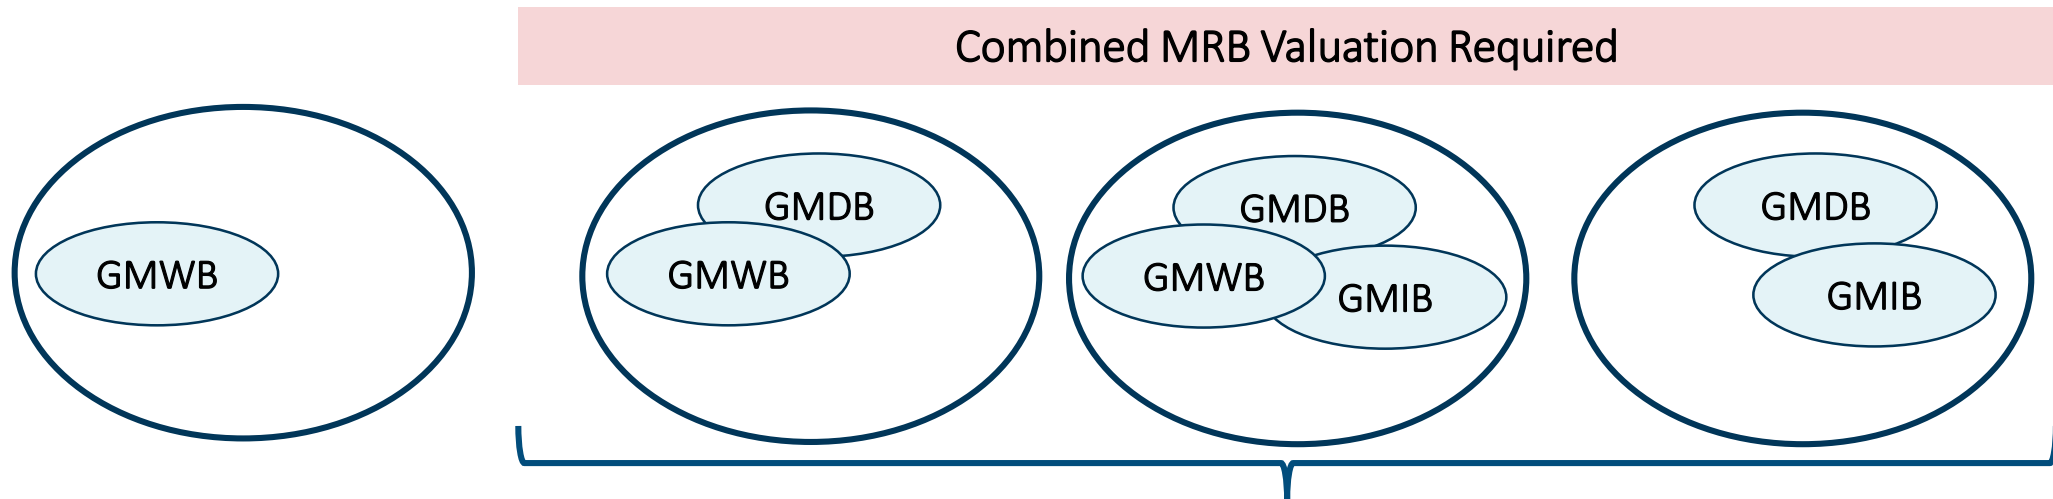 Combined MRB Valuation Required
GMWB
GMDB
GMWB
GMDB
GMWB
GMIB
GMDB
GMIB